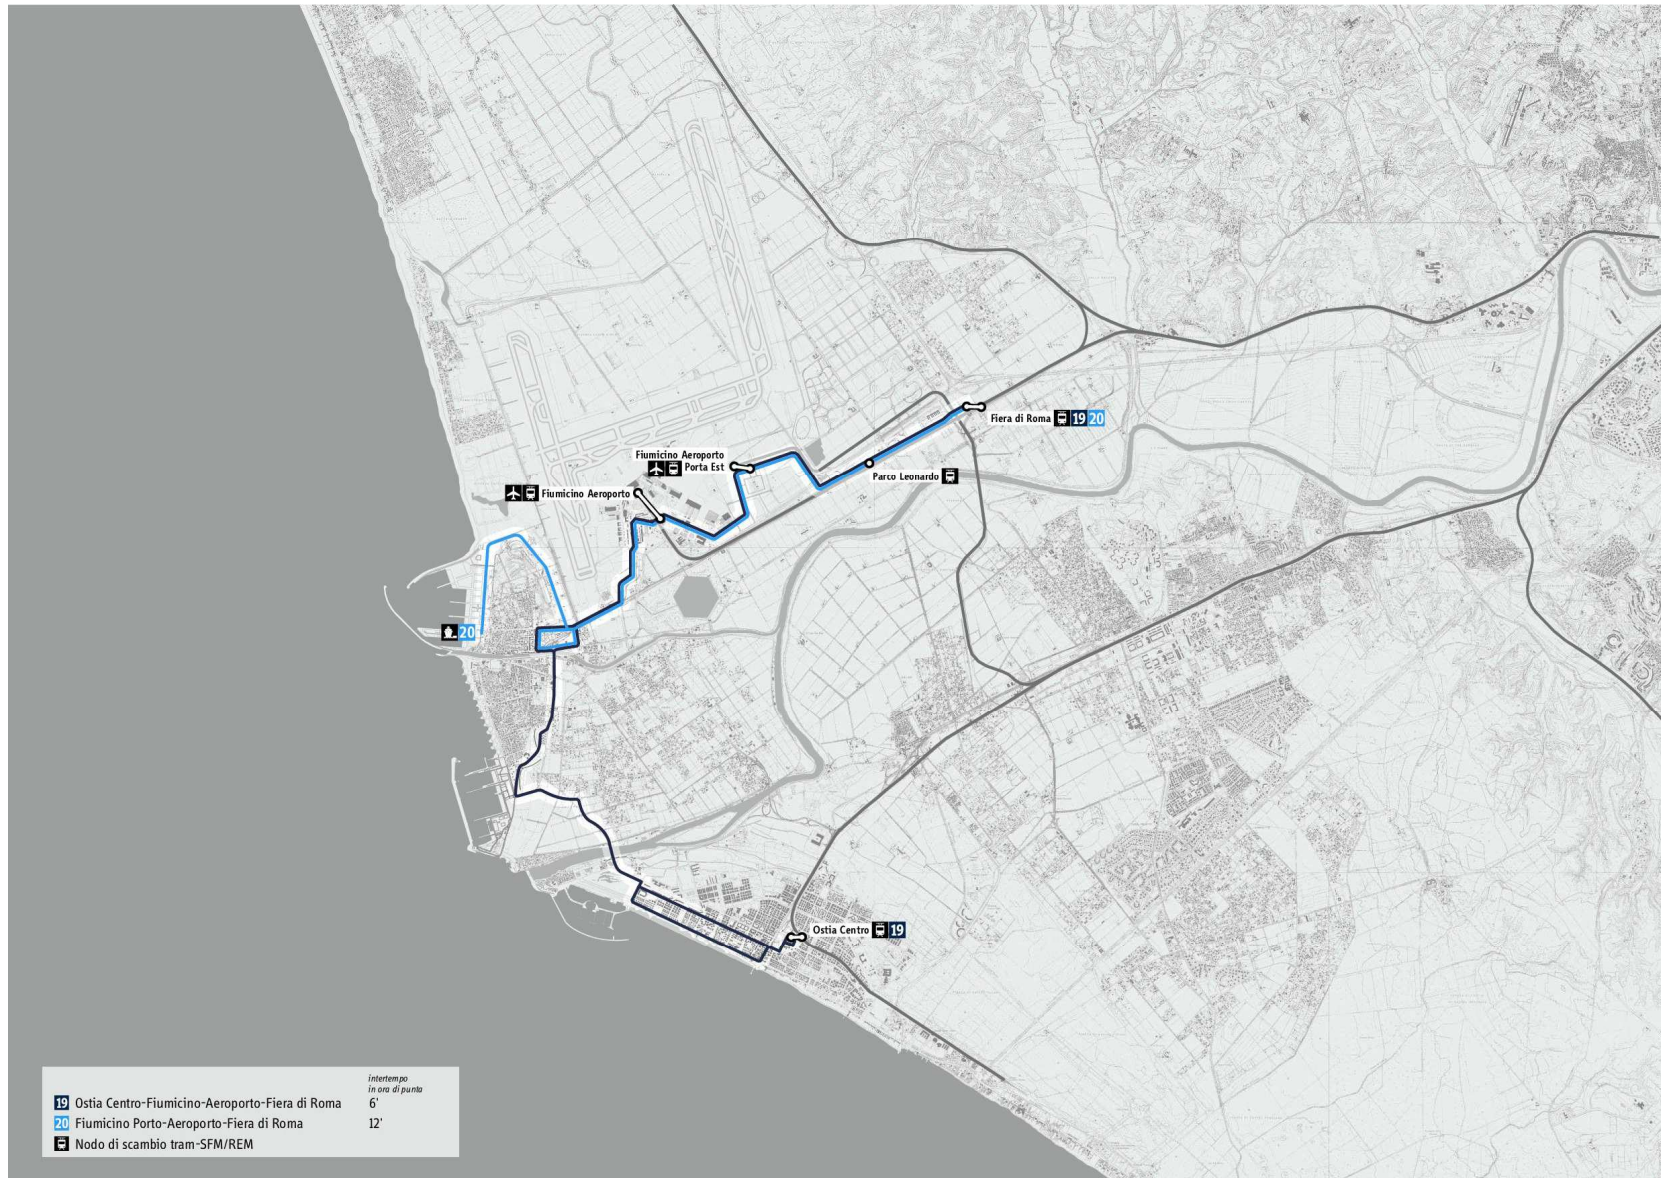 Fiera di Roma 19 20
Fiumicino Aeroporto
Porta Est
Parco Leonardo
Fiumicino Aeroporto
20
Ostia Centro 19
intertempo
in ora di punta
19 Ostia Centro-Fiumicino-Aeroporto-Fiera di Roma 6'
20 Fiumicino Porto-Aeroporto-Fiera di Roma 12'
Nodo di scambio tram-SFM/REM